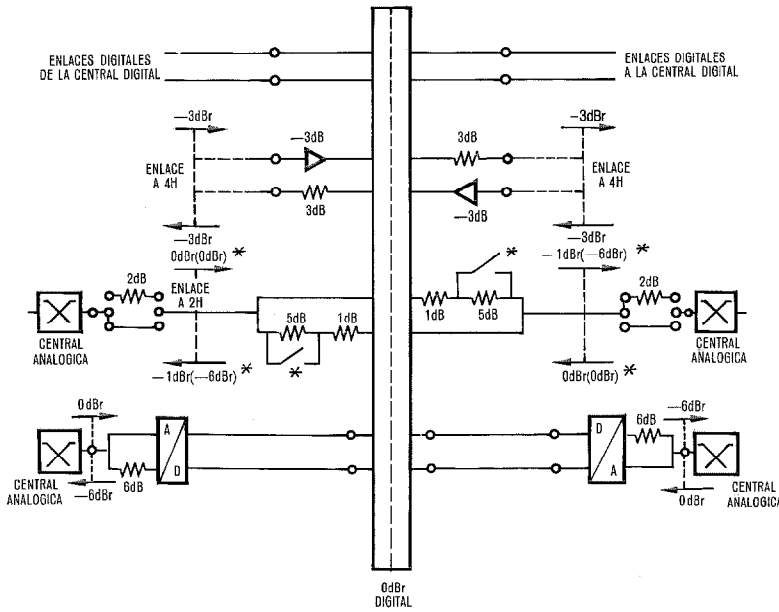 ENLACES DIGITALES
DE LA CENTRAL DIGITAL
ENLACES DIGITALES
A LA CENTRAL DIGITAL
—3dBr
—3dB
3dB
—3dBr
ENLACE
A 4H
ENLACE
A 4H
3dB
—3dB
—3dBr
—3dBr
0dBr(0dBr) *
—1dBr(—6dBr) *
2dB
ENLACE
A 2H
*
2dB
CENTRAL
ANALOGICA
5dB
1dB
1dB
5dB
CENTRAL
ANALOGICA
*
—1dBr(—6dBr) *
0dBr(0dBr) *
0dBr
—6dBr
A
D
D
A
6dB
6dB
CENTRAL
ANALOGICA
—6dBr
0dBr
CENTRAL
ANALOGICA
0dBr
DIGITAL